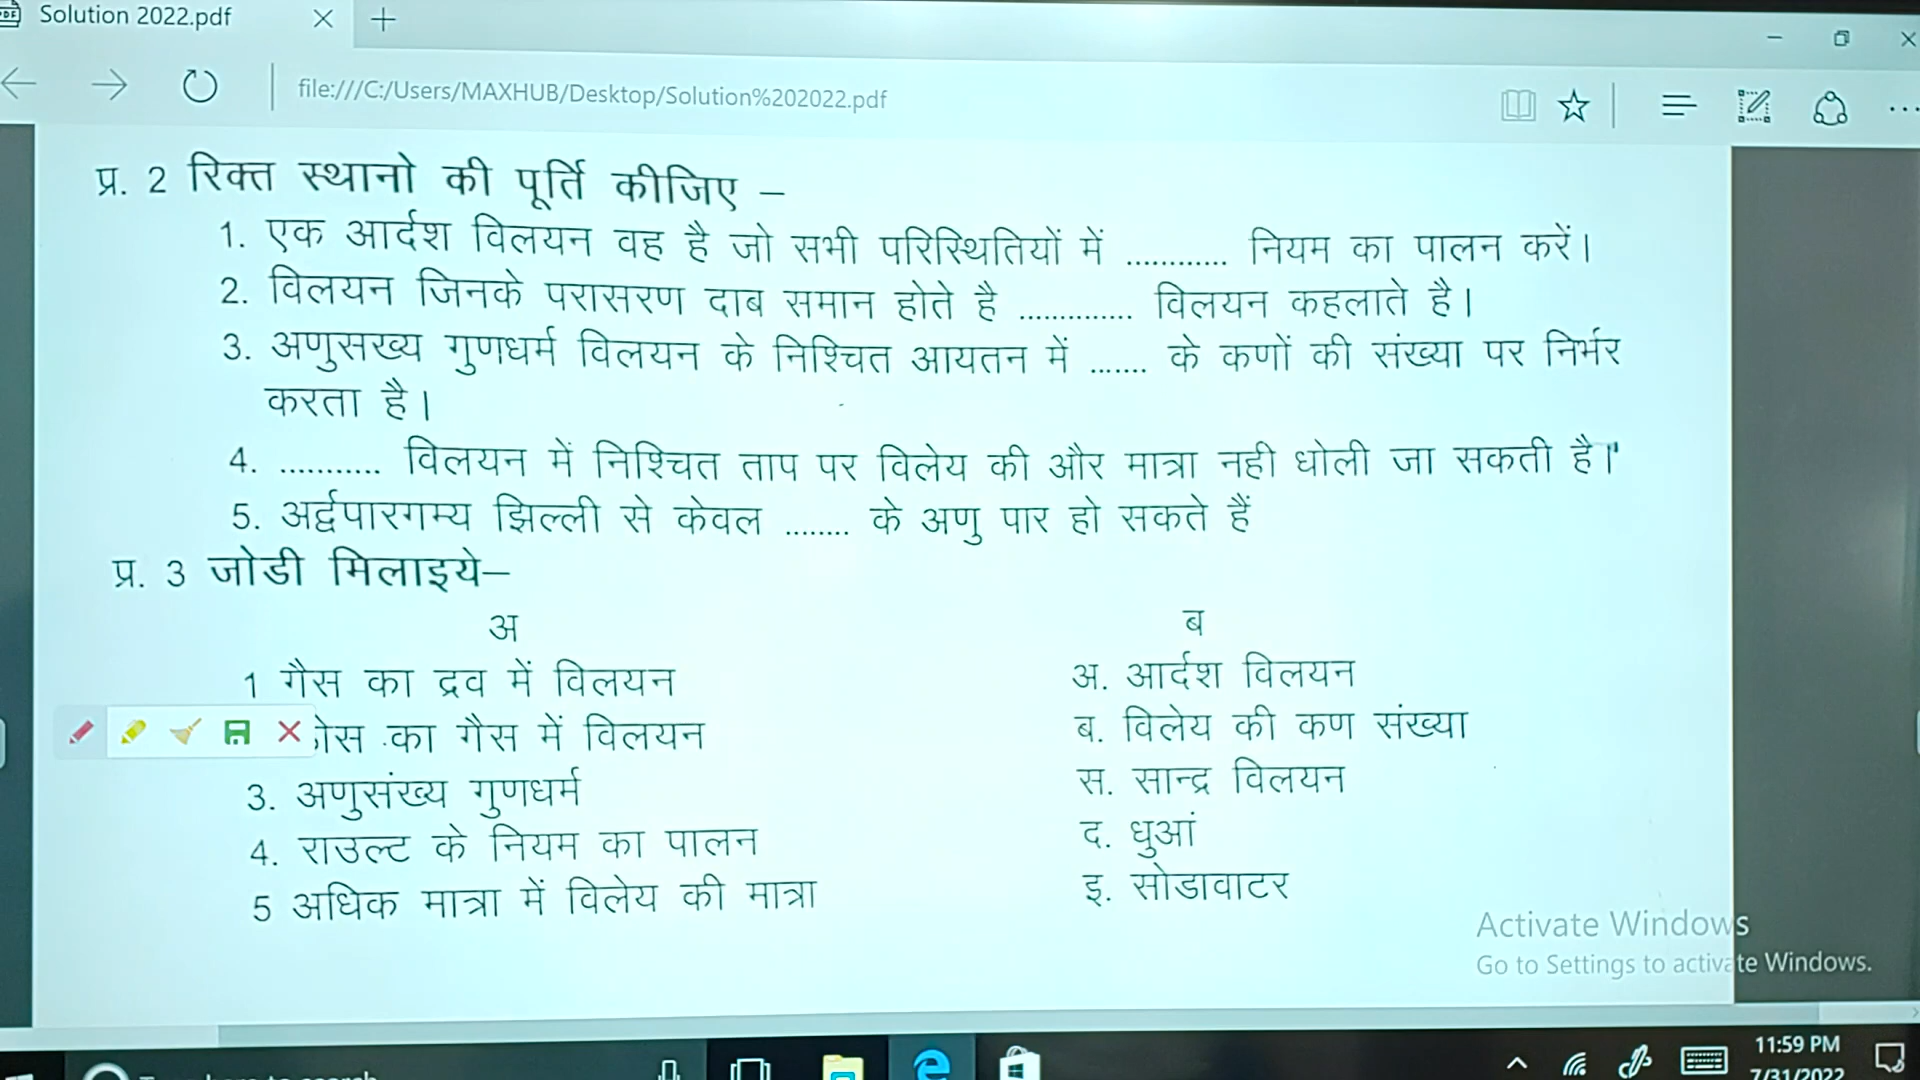 Solution 2022.pdf
file:///C:/Users/MAXHUB/Desktop/Solution%202022.pdf
प्र. 2 रिक्त स्थानो की पूर्ति कीजिए –
1. एक आर्दश विलयन वह है जो सभी परिस्थितियों में ............ नियम का पालन करें।
2. विलयन जिनके परासरण दाब समान होते है .............. विलयन कहलाते है।
3. अणुसख्य गुणधर्म विलयन के निश्चित आयतन में ....... के कणों की संख्या पर निर्भर
करता है।
4. ............ विलयन में निश्चित ताप पर विलेय की और मात्रा नही धोली जा सकती है।
5. अर्द्वपारगम्य झिल्ली से केवल ........ के अणु पार हो सकते हैं
प्र. 3 जोडी मिलाइये–
अ ब
1 गैस का द्रव में विलयन अ. आर्दश विलयन
का गैस में विलयन ब. विलेय की कण संख्या
3. अणुसंख्य गुणधर्म स. सान्द्र विलयन
4. राउल्ट के नियम का पालन द. धुआं
5 अधिक मात्रा में विलेय की मात्रा इ. सोडावाटर
Activate Windows
Go to Settings to activate Windows.
11:59 PM
7/31/2022